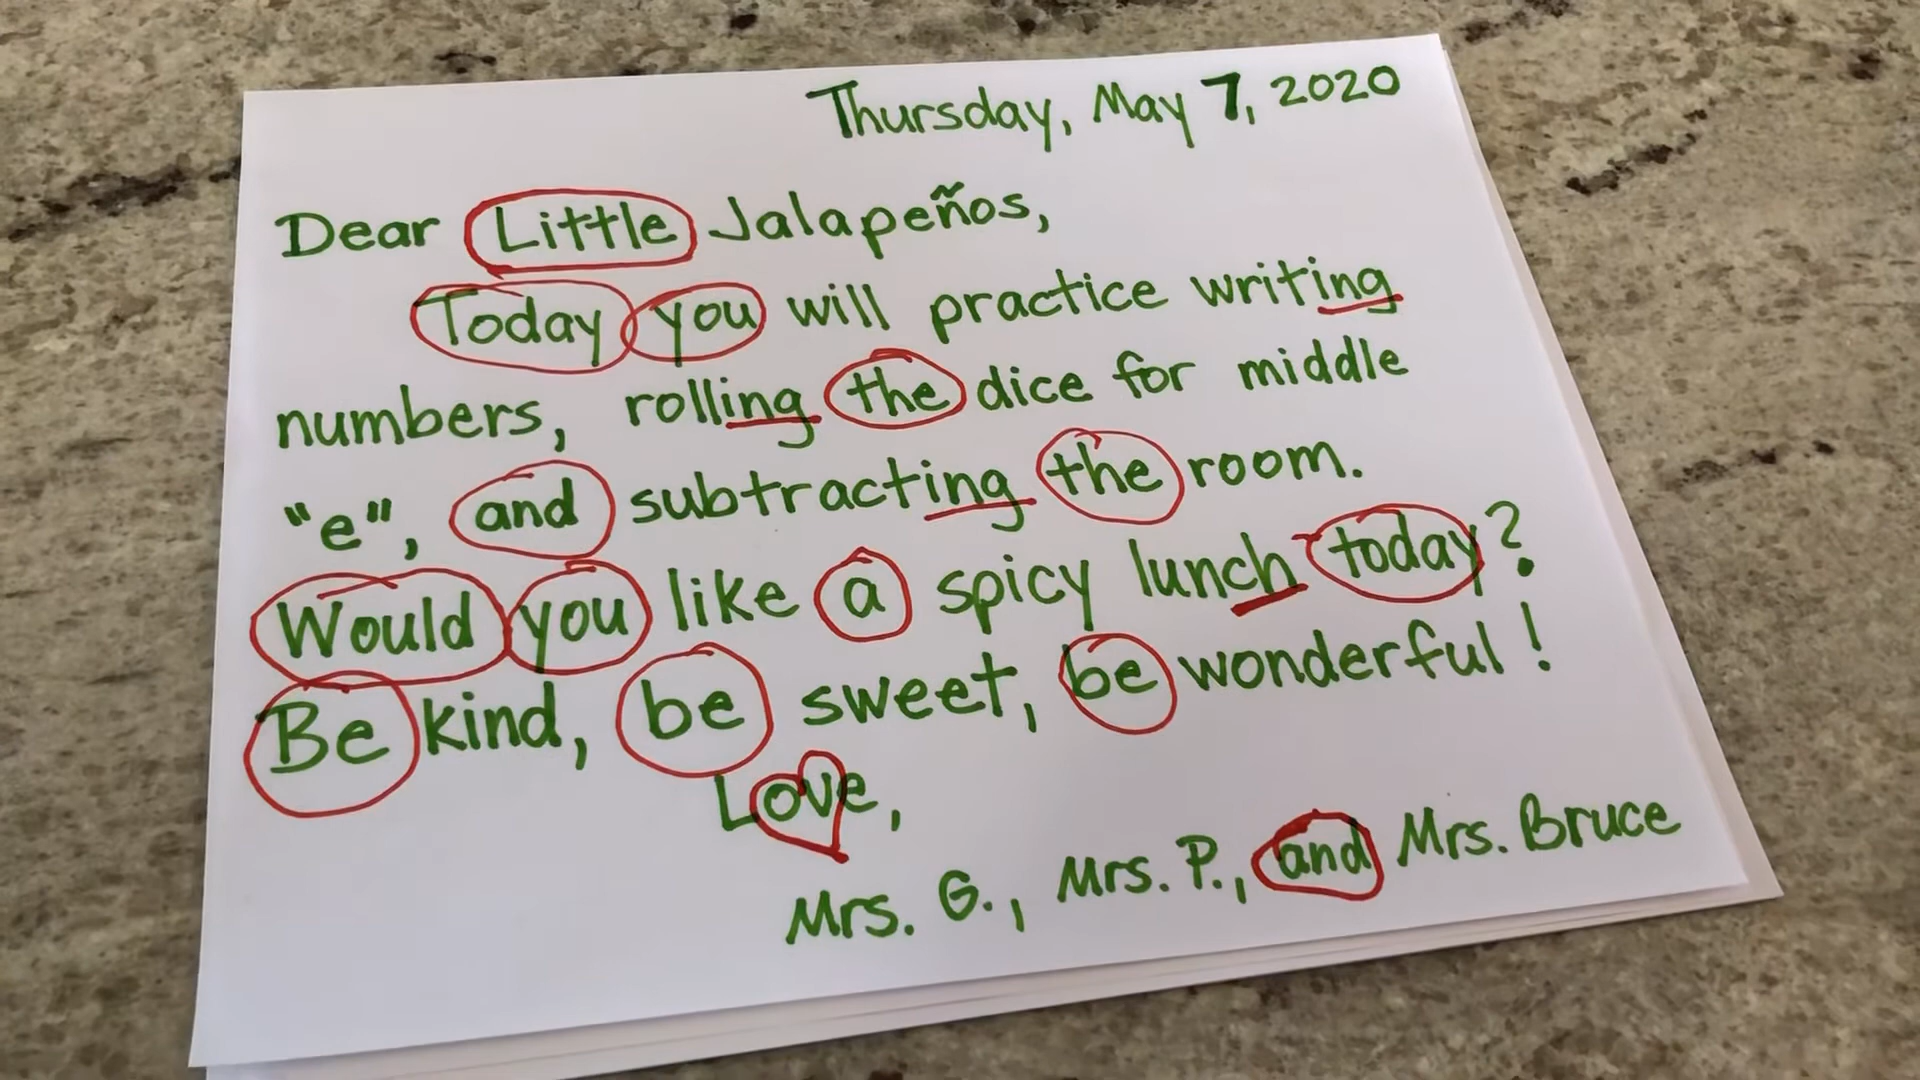 Thursday, May 7, 2020
Dear Little Jalapeños,
Today you will practice writing
numbers, rolling the dice for middle
"e", and subtracting the room.
Would you like a spicy lunch today?
Be kind, be sweet, be wonderful!
Love,
Mrs. G., Mrs. P., and Mrs. Bruce